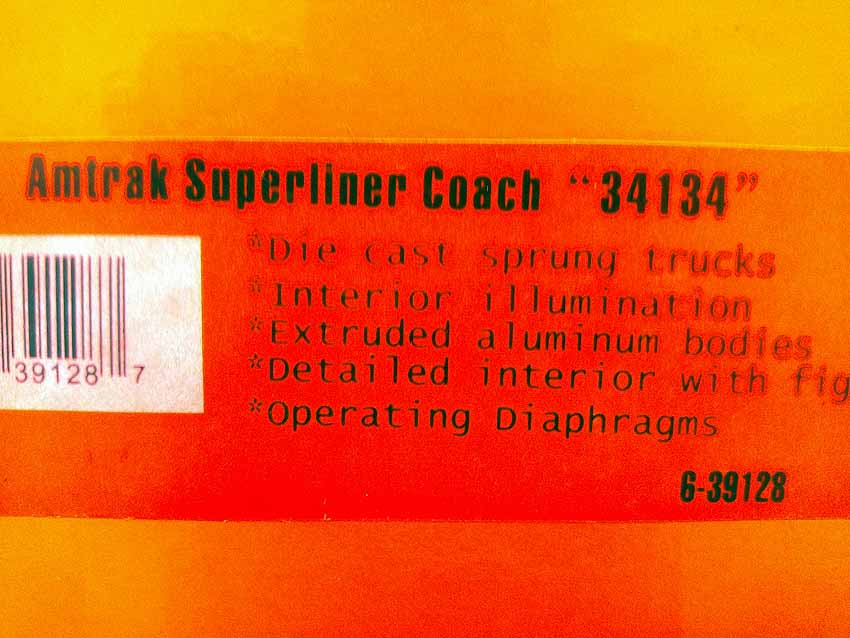 Amtrak Superliner Coach “34134”
*Die cast sprung trucks
*Interior illumination
*Extruded aluminum bodies
*Detailed interior with fig
*Operating Diaphragms
39128 7
6-39128